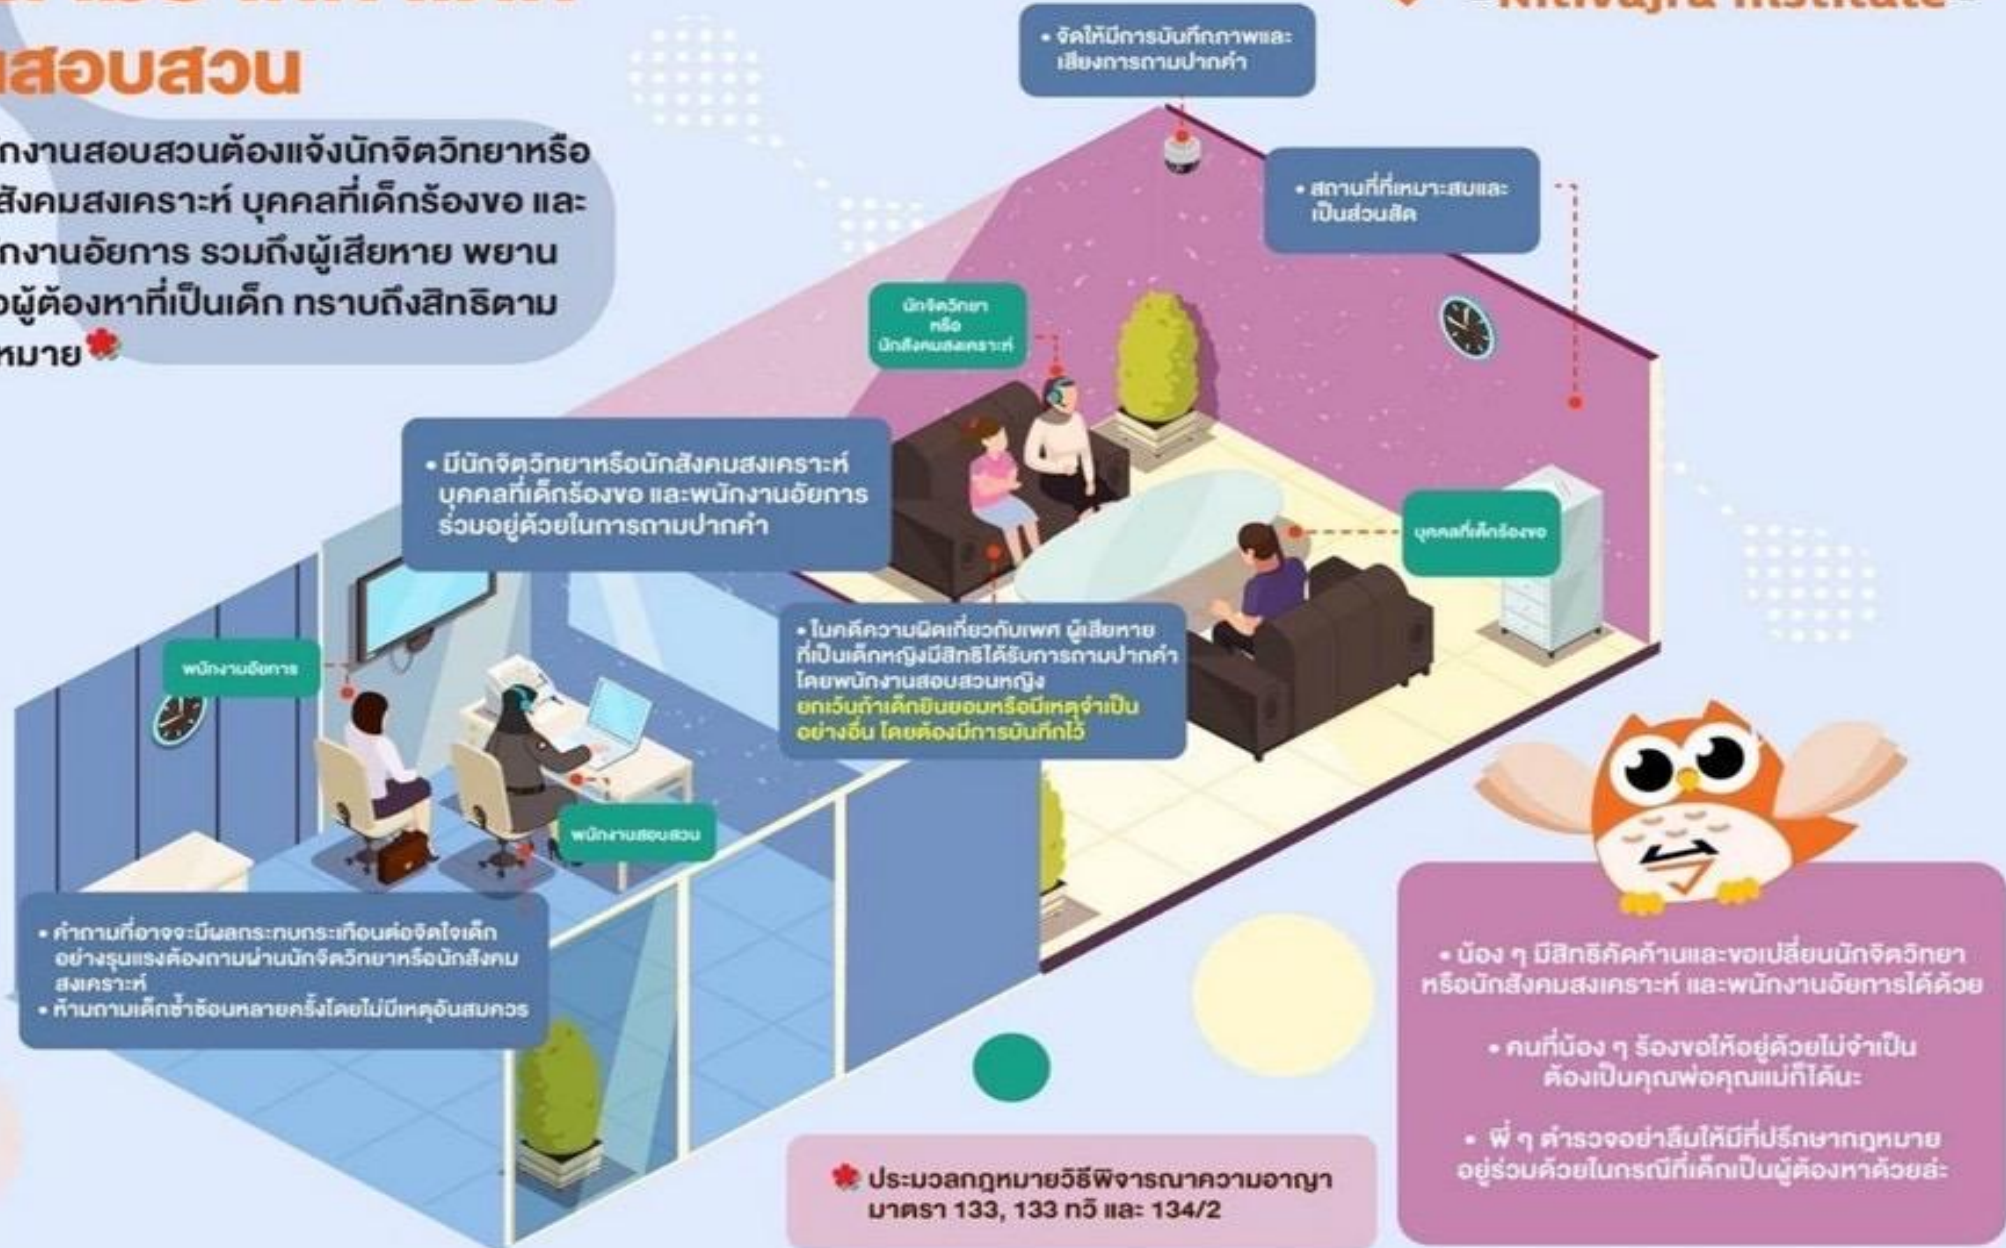 สอบสวน
งานสอบสวนต้องแจ้งนักจิตวิทยาหรือ
สังคมสงเคราะห์ บุคคลที่เด็กร้องขอ และ
งานอัยการ รวมถึงผู้เสียหาย พยาน
ผู้ต้องหาที่เป็นเด็ก ทราบถึงสิทธิตาม
หมาย
• จัดให้มีการบันทึกภาพและ
เสียงการถามปากคำ
• สถานที่ที่เหมาะสมและ
เป็นส่วนสัด
นักจิตวิทยา
หรือ
นักสังคมสงเคราะห์
• มีนักจิตวิทยาหรือนักสังคมสงเคราะห์
บุคคลที่เด็กร้องขอ และพนักงานอัยการ
ร่วมอยู่ด้วยในการถามปากคำ
บุคคลที่เด็กร้องขอ
• ในคดีความผิดเกี่ยวกับเพศ ผู้เสียหาย
ที่เป็นเด็กหญิงมีสิทธิได้รับการถามปากคำ
โดยพนักงานสอบสวนหญิง
ยกเว้นถ้าเด็กยินยอมหรือมีเหตุจำเป็น
อย่างอื่น โดยต้องมีการบันทึกไว้
พนักงานอัยการ
พนักงานสอบสวน
• คำถามที่อาจจะมีผลกระทบกระเทือนต่อจิตใจเด็ก
อย่างรุนแรงต้องถามผ่านนักจิตวิทยาหรือนักสังคม
สงเคราะห์
• ห้ามถามเด็กซ้ำซ้อนหลายครั้งโดยไม่มีเหตุอันสมควร
• น้อง ๆ มีสิทธิคัดค้านและขอเปลี่ยนนักจิตวิทยา
หรือนักสังคมสงเคราะห์ และพนักงานอัยการได้ด้วย
• คนที่น้อง ๆ ร้องขอให้อยู่ด้วยไม่จำเป็น
ต้องเป็นคุณพ่อคุณแม่ก็ได้นะ
• พี่ ๆ ตำรวจอย่าลืมให้มีที่ปรึกษากฎหมาย
อยู่ร่วมด้วยในกรณีที่เด็กเป็นผู้ต้องหาด้วยล่ะ
ประมวลกฎหมายวิธีพิจารณาความอาญา
มาตรา 133, 133 ทวิ และ 134/2